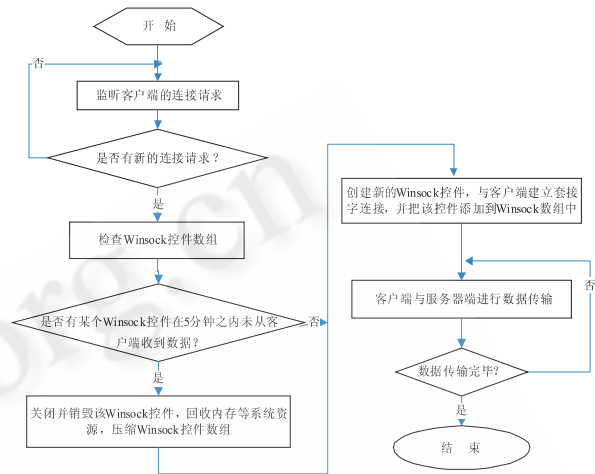 开 始
否
监听客户端的连接请求
是否有新的连接请求？
是
检查Winsock控件数组
是否有某个Winsock控件在5分钟之内未从客
户端收到数据？
否
是
关闭并销毁该Winsock控件，回收内存等系统资
源，压缩Winsock控件数组
创建新的Winsock控件，与客户端建立套接
字连接，并把该控件添加到Winsock数组中
客户端与服务器端进行数据传输
否
数据传输完毕？
是
结 束
org.cn